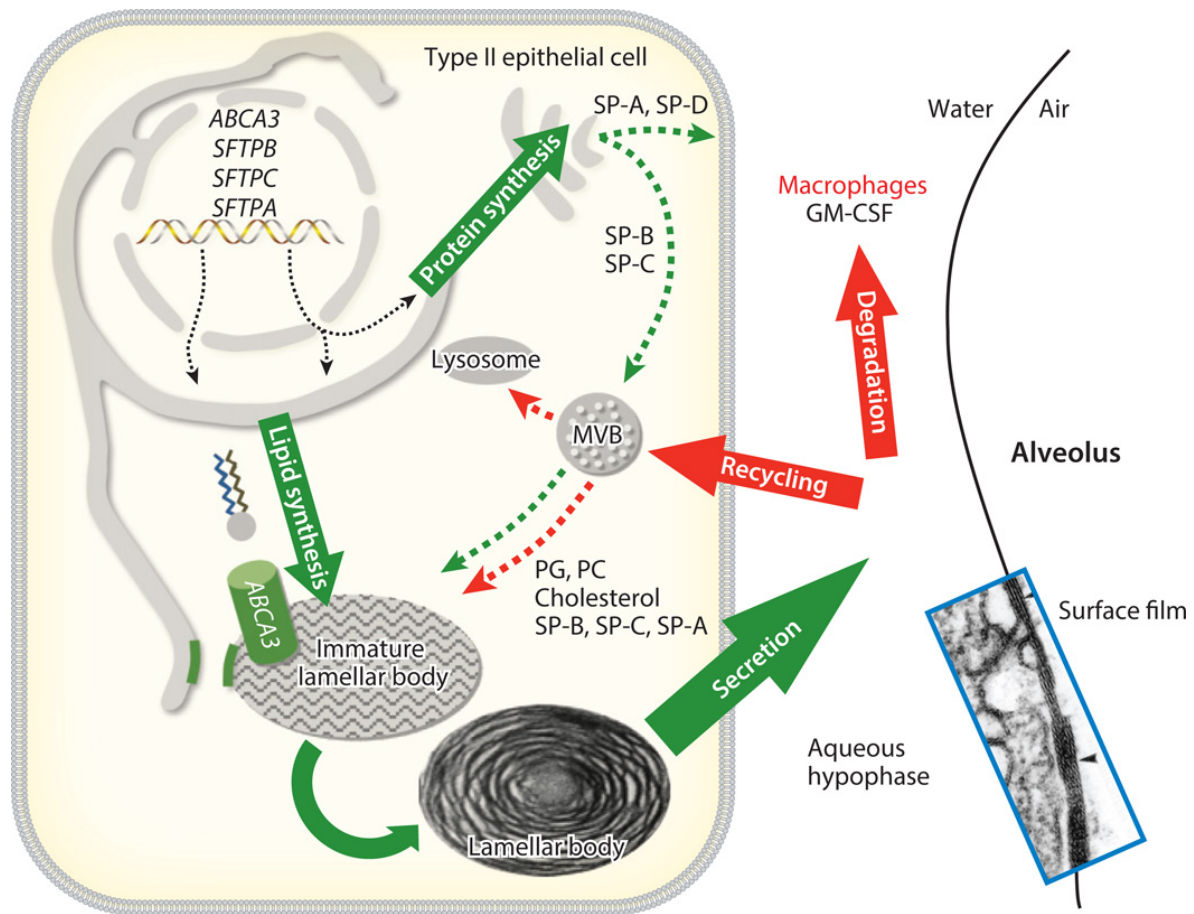 Type II epithelial cell
ABCA3
SFTPB
SFTPC
SFTPA
Protein synthesis
SP-A, SP-D
SP-B
SP-C
Lysosome
MVB
Lipid synthesis
ABCA3
Immature
lamellar body
PG, PC
Cholesterol
SP-B, SP-C, SP-A
Lamellar body
Secretion
Recycling
Degradation
Macrophages
GM-CSF
Water
Air
Alveolus
Surface film
Aqueous
hypophase